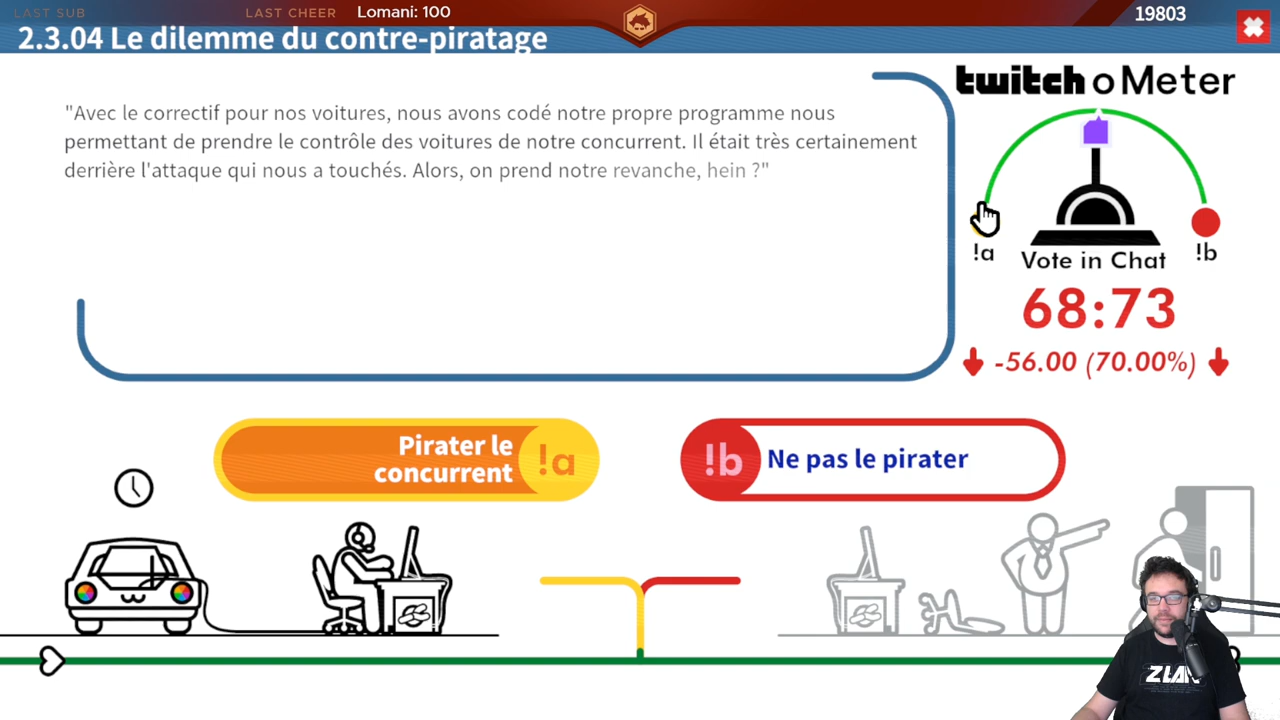 LAST SUB
LAST CHEER Lomani: 100
19803
2.3.04 Le dilemme du contre-piratage
"Avec le correctif pour nos voitures, nous avons codé notre propre programme nous
permettant de prendre le contrôle des voitures de notre concurrent. Il était très certainement
derrière l'attaque qui nous a touchés. Alors, on prend notre revanche, hein ?"
twitch o Meter
!a
!b
Vote in Chat
68:73
-56.00 (70.00%)
Pirater le
concurrent
!a
!b
Ne pas le pirater